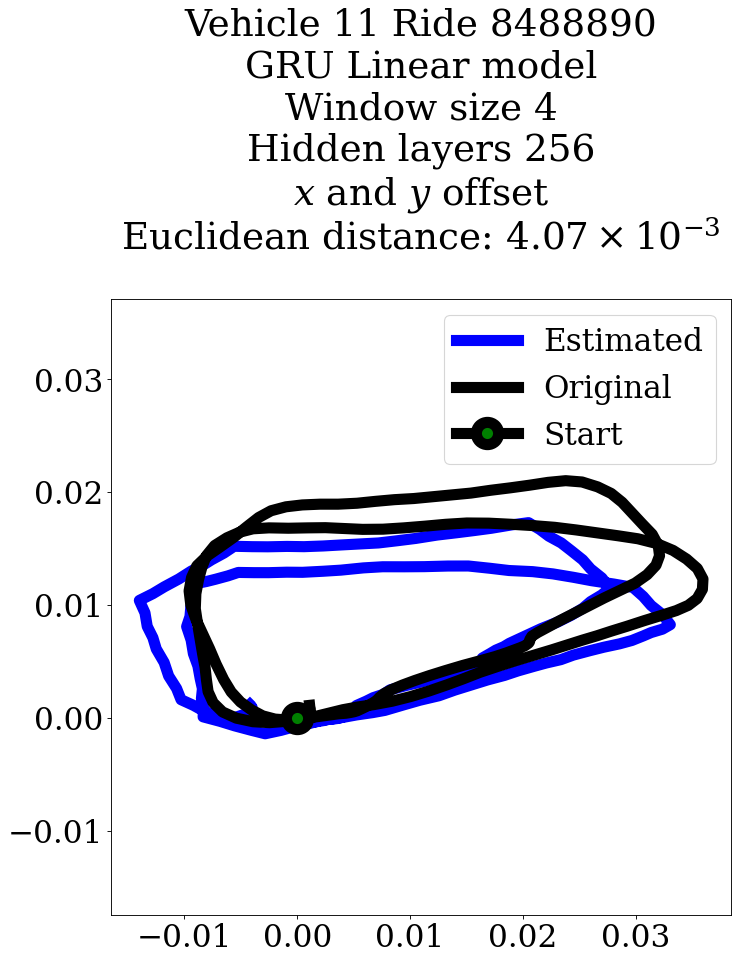 Vehicle 11 Ride 8488890
GRU Linear model
Window size 4
Hidden layers 256
x and y offset
Euclidean distance: 4.07 × 10⁻³
Estimated
Original
Start
0.03
0.02
0.01
0.00
−0.01
−0.01 0.00 0.01 0.02 0.03